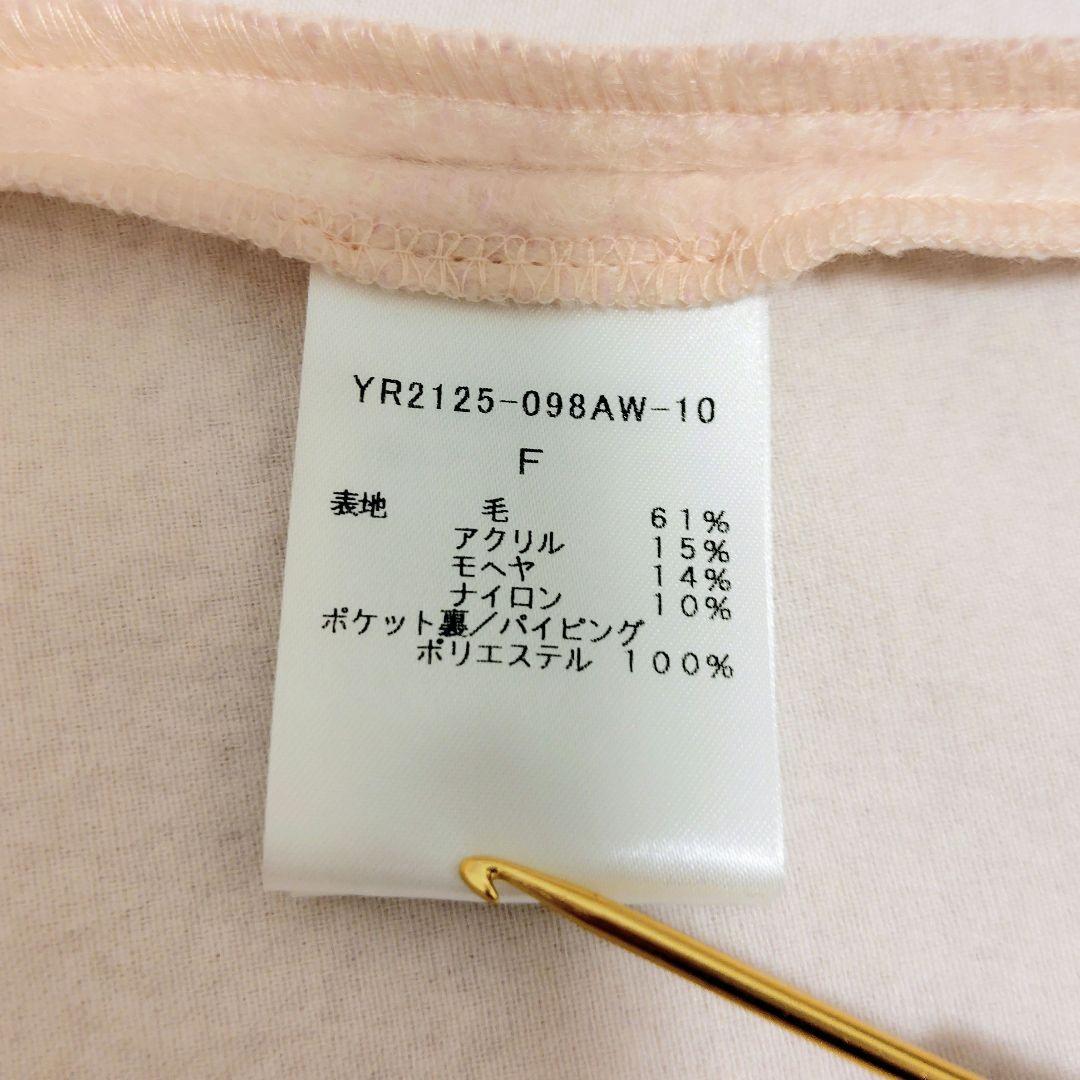 YR2125-098AW-10
F
表地 毛 61%
アクリル 15%
モヘヤ 14%
ナイロン 10%
ポケット裏/パイピング
ポリエステル 100%